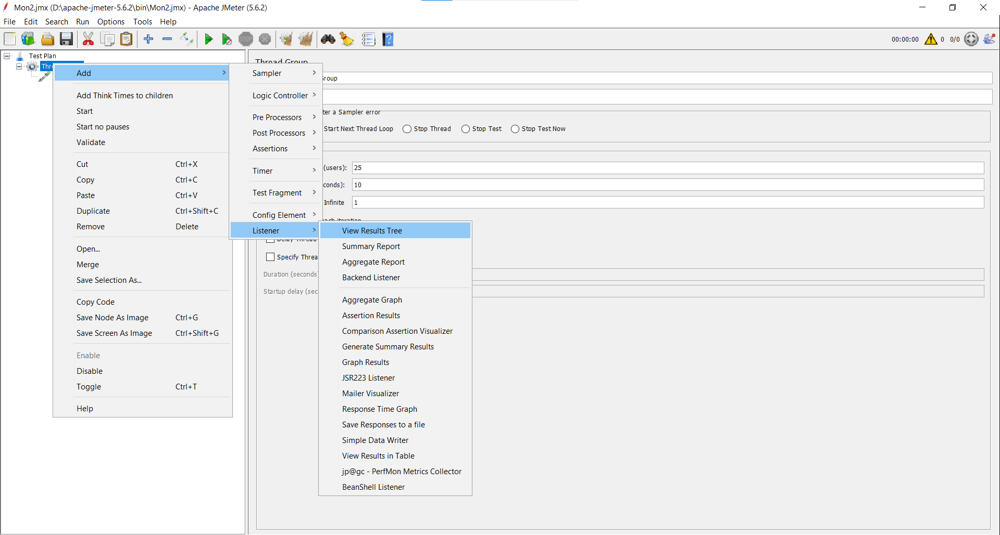 Mon2.jmx (D:\apache-jmeter-5.6.2\bin\Mon2.jmx) - Apache JMeter (5.6.2)
File Edit Search Run Options Tools Help
STOP
?
00:00:00 0 0/0
Test Plan
Thr
Add >
Add Think Times to children
Start
Start no pauses
Validate
Cut Ctrl+X
Copy Ctrl+C
Paste Ctrl+V
Duplicate Ctrl+Shift+C
Remove Delete
Open...
Merge
Save Selection As...
Copy Code
Save Node As Image Ctrl+G
Save Screen As Image Ctrl+Shift+G
Enable
Disable
Toggle Ctrl+T
Help
Sampler >
Logic Controller >
Pre Processors >
Post Processors >
Assertions >
Timer >
Test Fragment >
Config Element >
Listener >
View Results Tree
Summary Report
Aggregate Report
Backend Listener
Aggregate Graph
Assertion Results
Comparison Assertion Visualizer
Generate Summary Results
Graph Results
JSR223 Listener
Mailer Visualizer
Response Time Graph
Save Responses to a file
Simple Data Writer
View Results in Table
jp@gc - PerfMon Metrics Collector
BeanShell Listener
Thread Group
Group
ter a Sampler error
Start Next Thread Loop Stop Thread Stop Test Stop Test Now
(users): 25
conds): 10
Infinite 1
each iteration
Delay Thread
Specify Threa
Duration (seconds)
Startup delay (sec